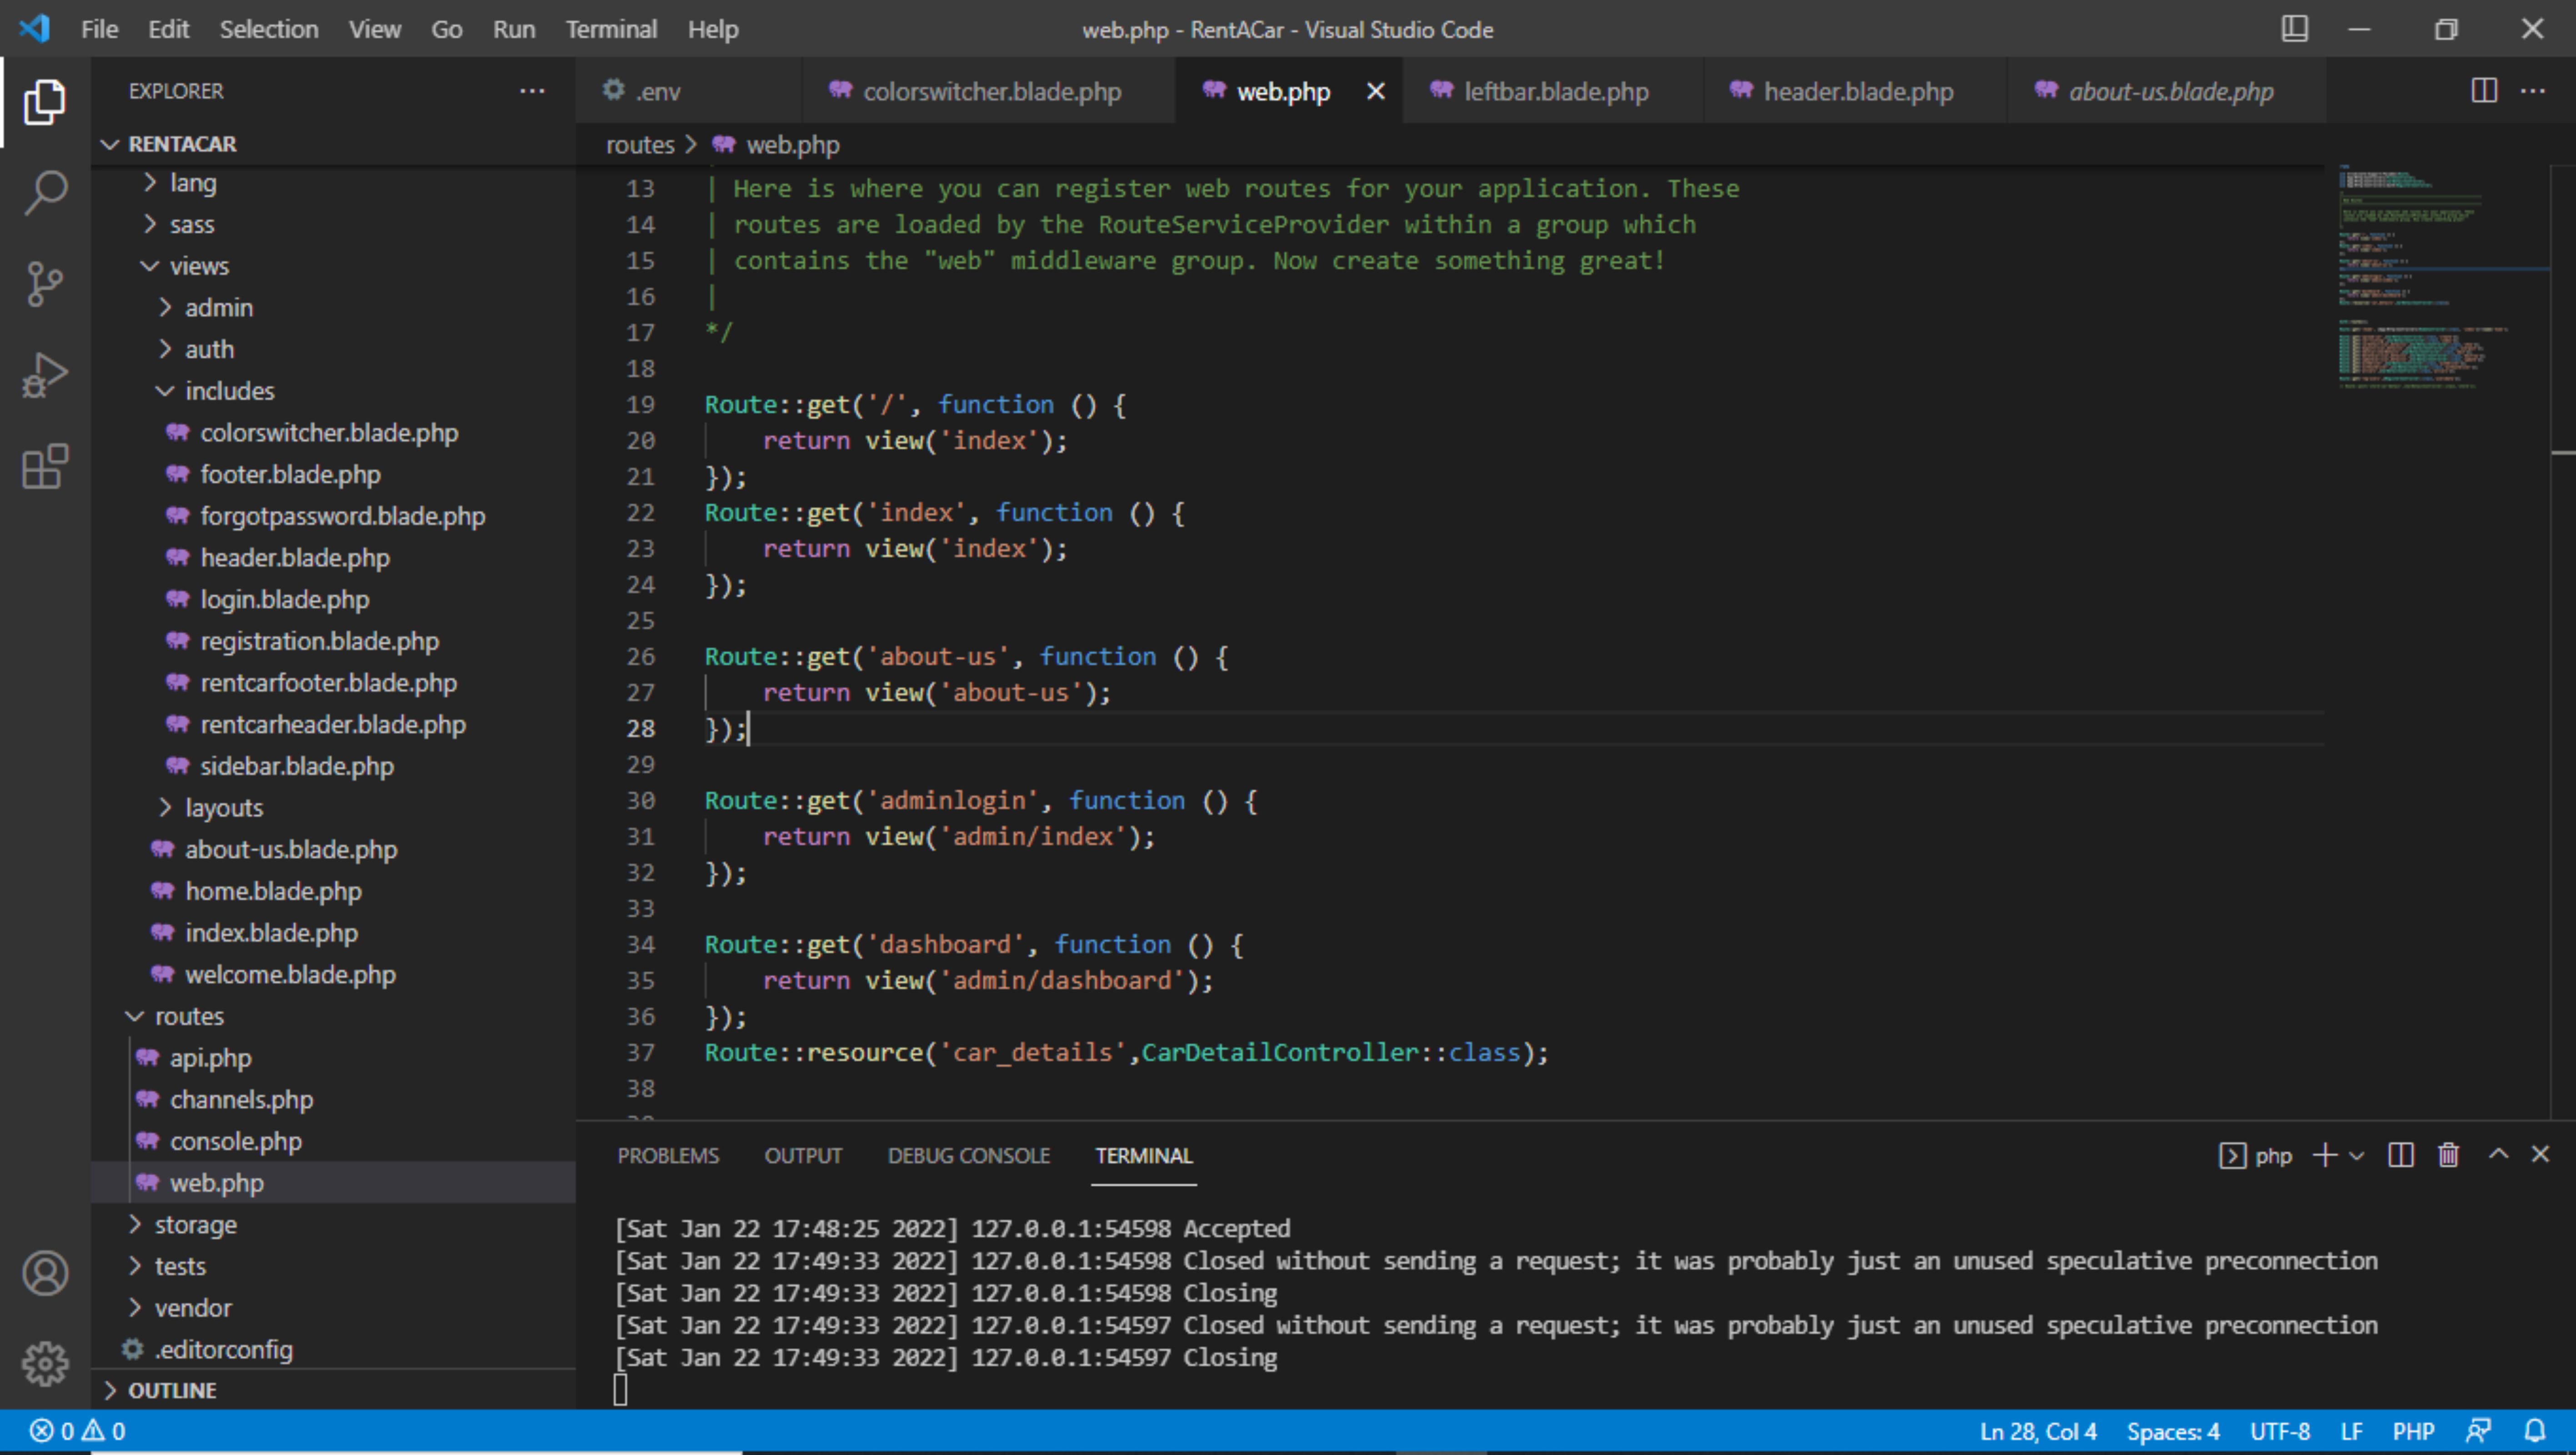 File Edit Selection View Go Run Terminal Help
web.php - RentACar - Visual Studio Code
EXPLORER
.env
colorswitcher.blade.php
web.php
leftbar.blade.php
header.blade.php
about-us.blade.php
RENTACAR
lang
sass
views
admin
auth
includes
colorswitcher.blade.php
footer.blade.php
forgotpassword.blade.php
header.blade.php
login.blade.php
registration.blade.php
rentcarfooter.blade.php
rentcarheader.blade.php
sidebar.blade.php
layouts
about-us.blade.php
home.blade.php
index.blade.php
welcome.blade.php
routes
api.php
channels.php
console.php
web.php
storage
tests
vendor
.editorconfig
OUTLINE
routes > web.php
13 | Here is where you can register web routes for your application. These
14 | routes are loaded by the RouteServiceProvider within a group which
15 | contains the "web" middleware group. Now create something great!
16 |
17 */
18
19 Route::get('/', function () {
20 return view('index');
21 });
22 Route::get('index', function () {
23 return view('index');
24 });
25
26 Route::get('about-us', function () {
27 return view('about-us');
28 });
29
30 Route::get('adminlogin', function () {
31 return view('admin/index');
32 });
33
34 Route::get('dashboard', function () {
35 return view('admin/dashboard');
36 });
37 Route::resource('car_details',CarDetailController::class);
38
PROBLEMS OUTPUT DEBUG CONSOLE TERMINAL
php
[Sat Jan 22 17:48:25 2022] 127.0.0.1:54598 Accepted
[Sat Jan 22 17:49:33 2022] 127.0.0.1:54598 Closed without sending a request; it was probably just an unused speculative preconnection
[Sat Jan 22 17:49:33 2022] 127.0.0.1:54598 Closing
[Sat Jan 22 17:49:33 2022] 127.0.0.1:54597 Closed without sending a request; it was probably just an unused speculative preconnection
[Sat Jan 22 17:49:33 2022] 127.0.0.1:54597 Closing
0 0
Ln 28, Col 4 Spaces: 4 UTF-8 LF PHP